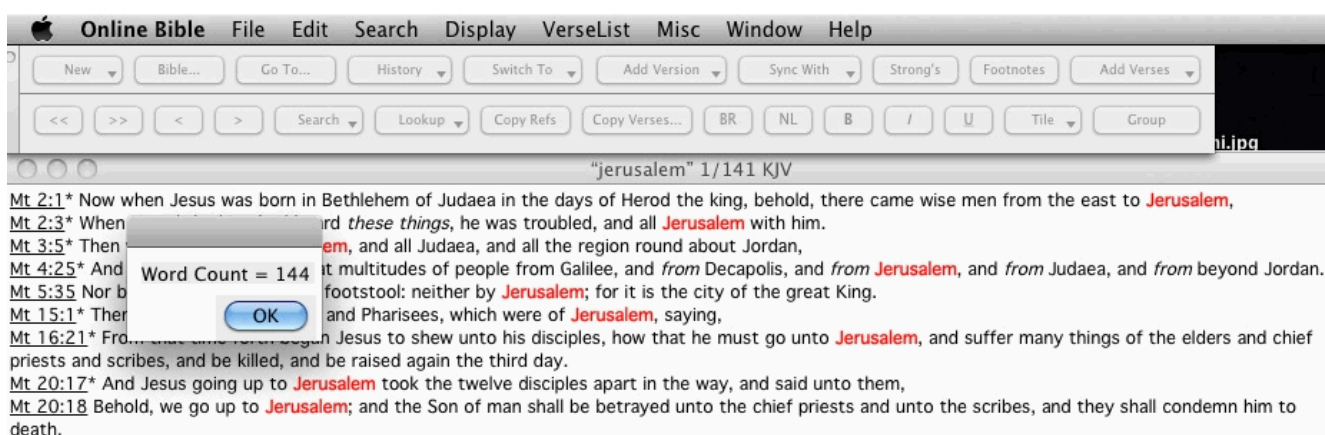 Online Bible File Edit Search Display VerseList Misc Window Help
New Bible... Go To... History Switch To Add Version Sync With Strong's Footnotes Add Verses
<< >> < > Search Lookup Copy Refs Copy Verses... BR NL B I U Tile Group
ni.jpg
"jerusalem" 1/141 KJV
Mt 2:1* Now when Jesus was born in Bethlehem of Judaea in the days of Herod the king, behold, there came wise men from the east to Jerusalem,
Mt 2:3* When these things, he was troubled, and all Jerusalem with him.
Mt 3:5* Then em, and all Judaea, and all the region round about Jordan,
Mt 4:25* And multitudes of people from Galilee, and from Decapolis, and from Jerusalem, and from Judaea, and from beyond Jordan.
Mt 5:35 Nor b footstool: neither by Jerusalem; for it is the city of the great King.
Mt 15:1* Ther and Pharisees, which were of Jerusalem, saying,
Mt 16:21* From that time forth began Jesus to shew unto his disciples, how that he must go unto Jerusalem, and suffer many things of the elders and chief
priests and scribes, and be killed, and be raised again the third day.
Mt 20:17* And Jesus going up to Jerusalem took the twelve disciples apart in the way, and said unto them,
Mt 20:18 Behold, we go up to Jerusalem; and the Son of man shall be betrayed unto the chief priests and unto the scribes, and they shall condemn him to
death.
Word Count = 144
OK